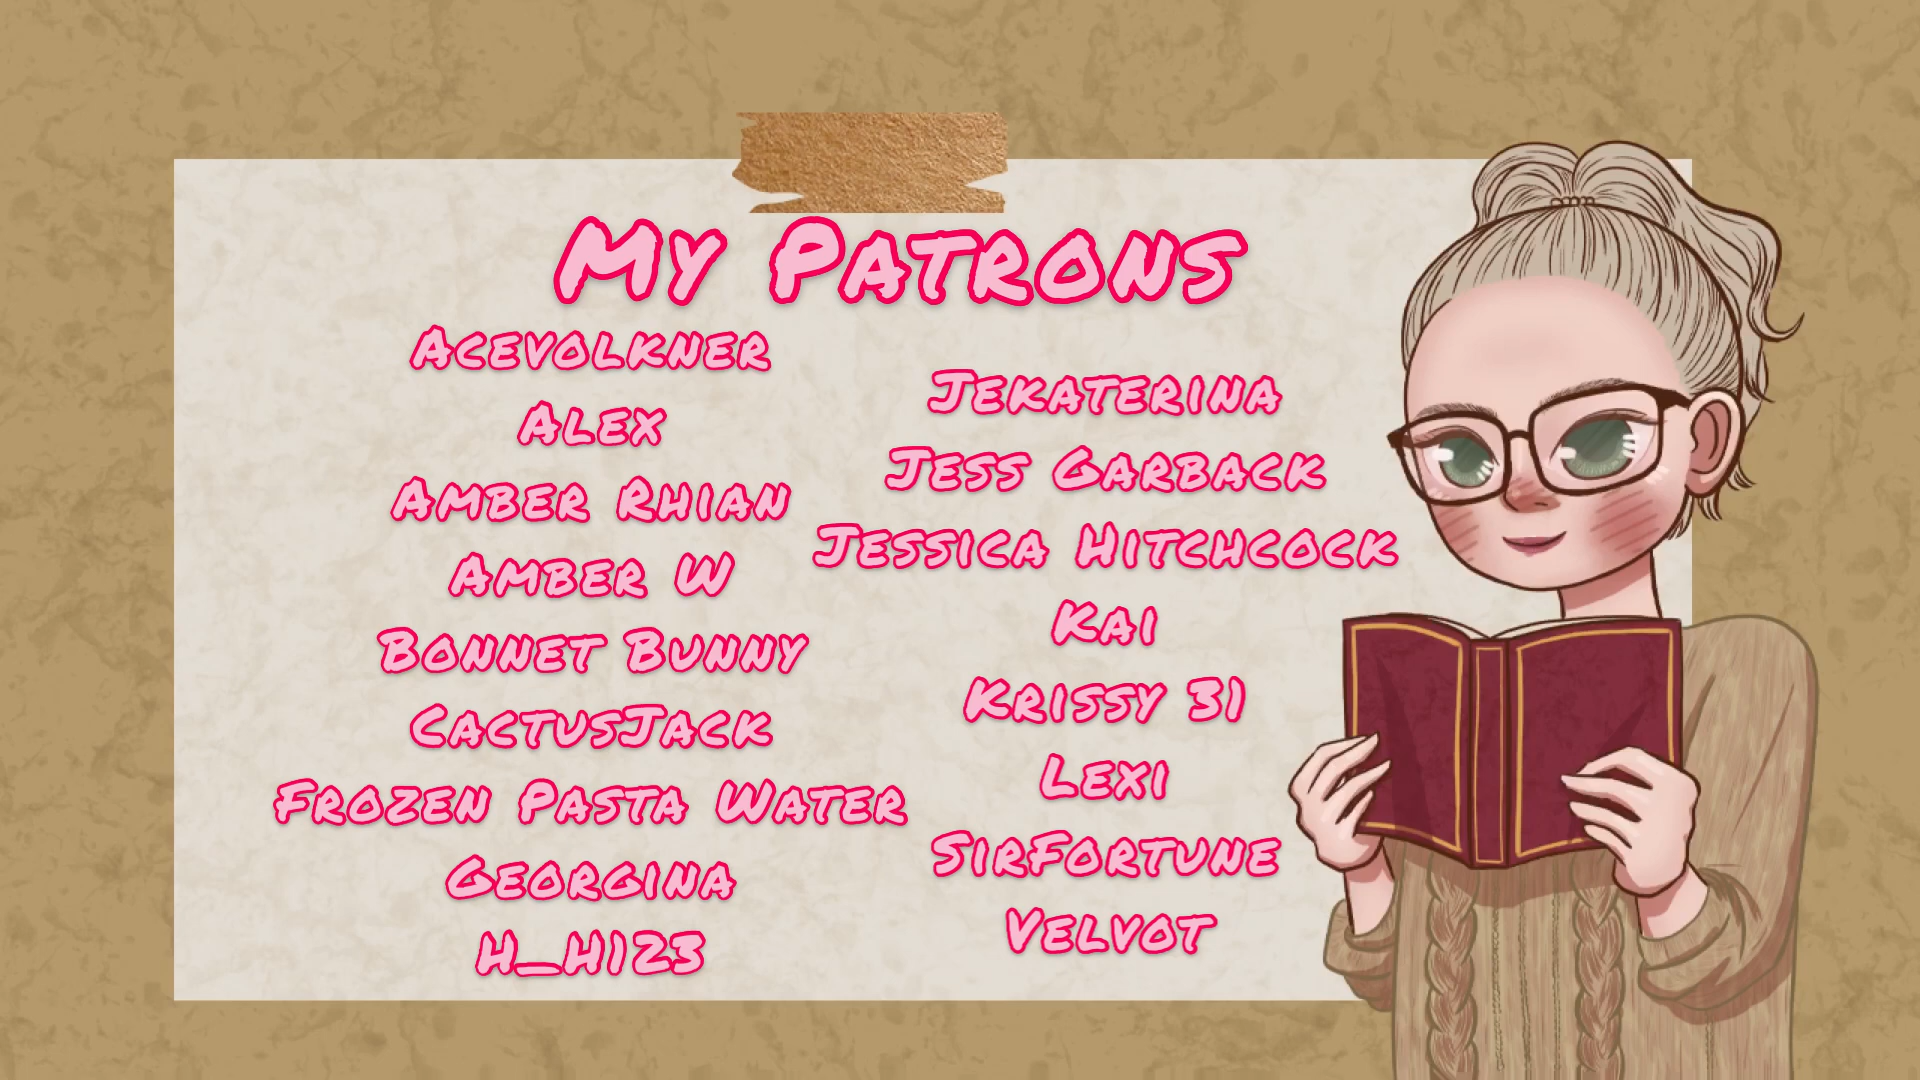 My Patrons
Acevolkner
Alex
Amber Rhian
Amber W
Bonnet Bunny
CactusJack
Frozen Pasta Water
Georgina
H_H123
Jekaterina
Jess Garback
Jessica Hitchcock
Kai
Krissy 31
Lexi
SirFortune
Velvot